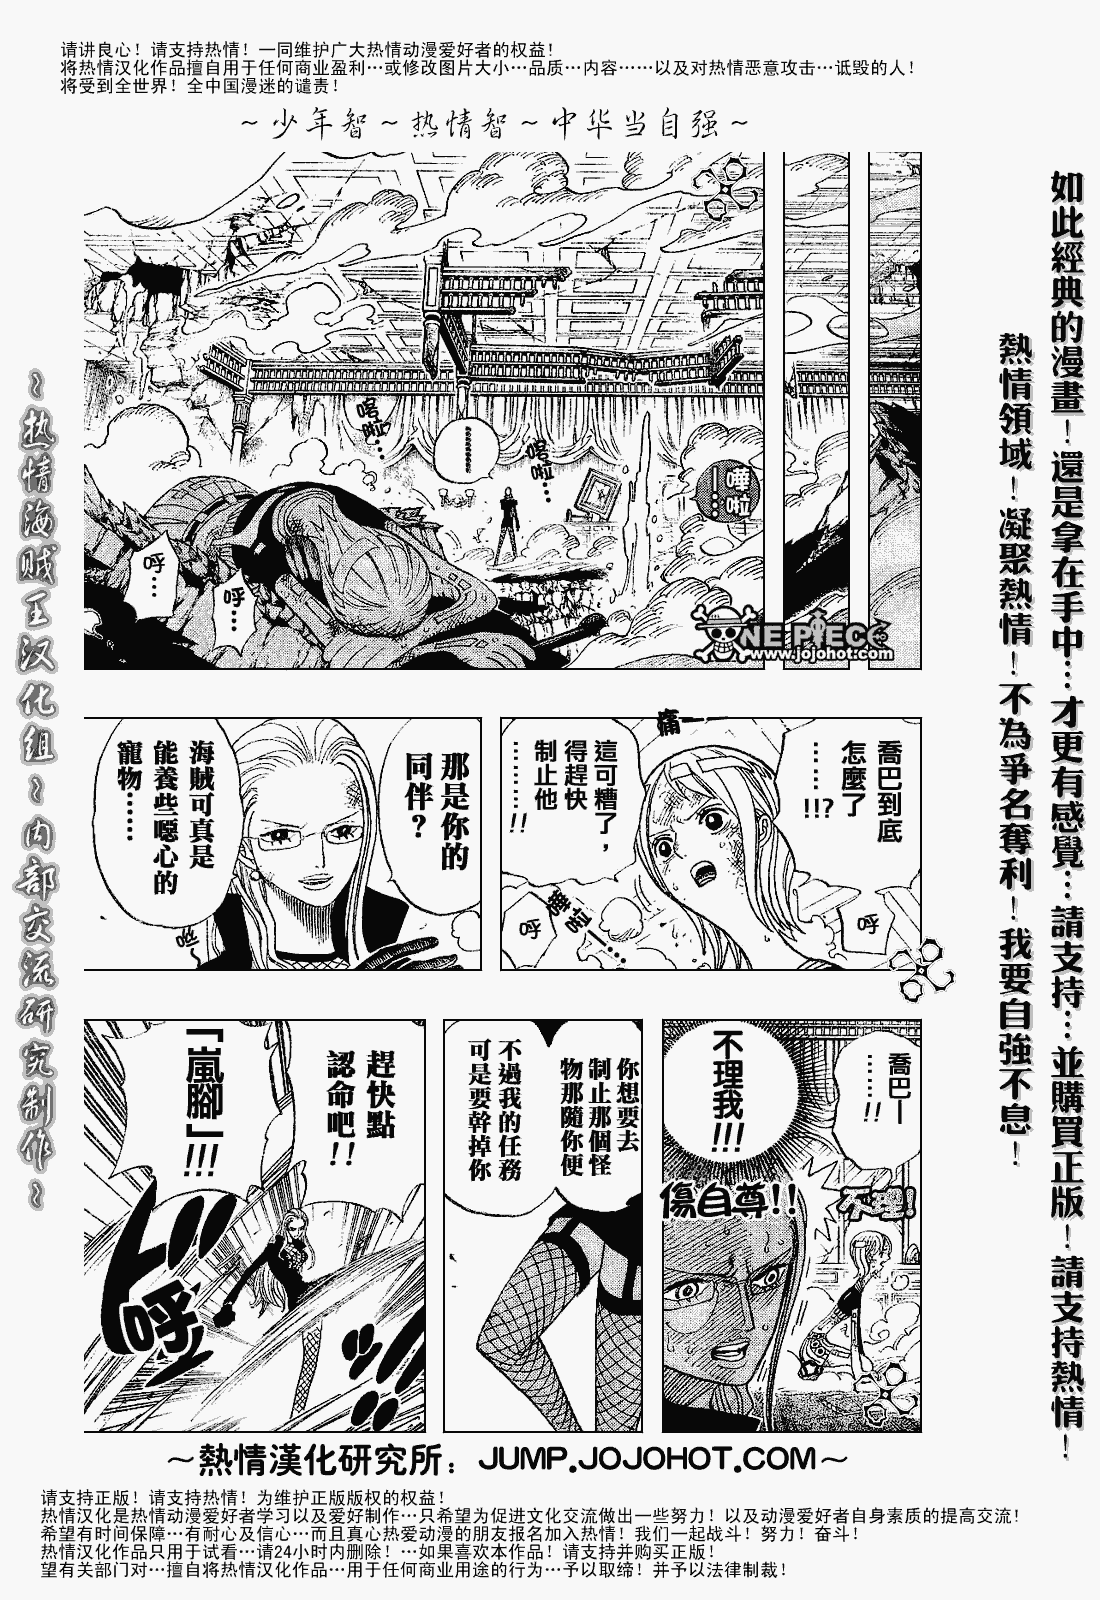 请讲良心！请支持热情！一同维护广大热情动漫爱好者的权益！
将热情汉化作品擅自用于任何商业盈利…或修改图片大小…品质…内容……以及对热情恶意攻击…诋毁的人！
将受到全世界！全中国漫迷的谴责！
～少年智～热情智～中华当自强～
如此經典的漫畫！還是拿在手中…才更有感覺…請支持…並購買正版！請支持熱情！
熱情領域！凝聚熱情！不為爭名奪利！我要自強不息！
～热情海贼王汉化组～内部交流研究制作～
嘩啦…
喀啦…
…………
喀啦…
呼…
呼…
ONE PIECE
www.jojohot.com
痛——
喬巴到底
怎麼了
……!!?
這可糟了，
得趕快
制止他
……!!
呼
嘩啦—…
呼
那是你的
同伴?
海賊可真是
能養些噁心的
寵物……
呼
喬巴—
……!!
不理我!!!
不理!
傷自尊!!
你想要去
制止那個怪
物那隨你便
不過我的任務
可是要幹掉你
趕快點
認命吧!!
「嵐腳」!!!
呼
～熱情漢化研究所：JUMP.JOJOHOT.COM～
请支持正版！请支持热情！为维护正版版权的权益！
热情汉化是热情动漫爱好者学习以及爱好制作…只希望为促进文化交流做出一些努力！以及动漫爱好者自身素质的提高交流！
希望有时间保障…有耐心及信心…而且真心热爱动漫的朋友报名加入热情！我们一起战斗！努力！奋斗！
热情汉化作品只用于试看…请24小时内删除！…如果喜欢本作品！请支持并购买正版！
望有关部门对…擅自将热情汉化作品…用于任何商业用途的行为…予以取缔！并予以法律制裁！